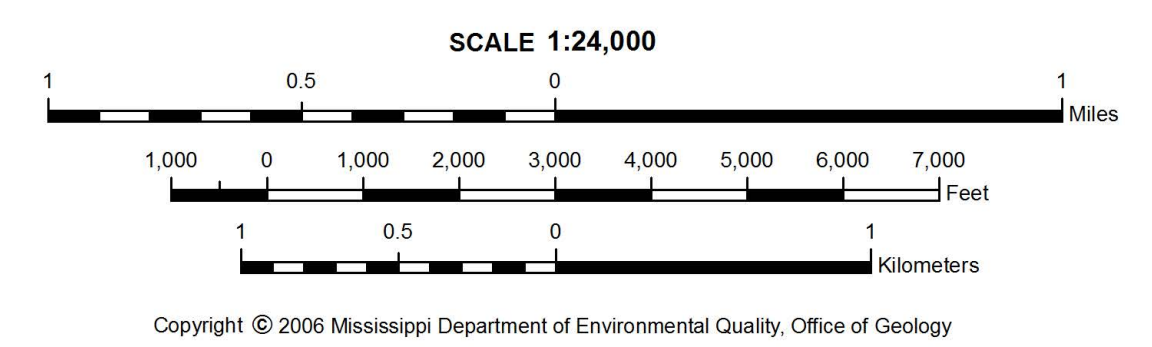 SCALE 1:24,000
1 0.5 0 1
Miles
1,000 0 1,000 2,000 3,000 4,000 5,000 6,000 7,000
Feet
1 0.5 0 1
Kilometers
Copyright © 2006 Mississippi Department of Environmental Quality, Office of Geology